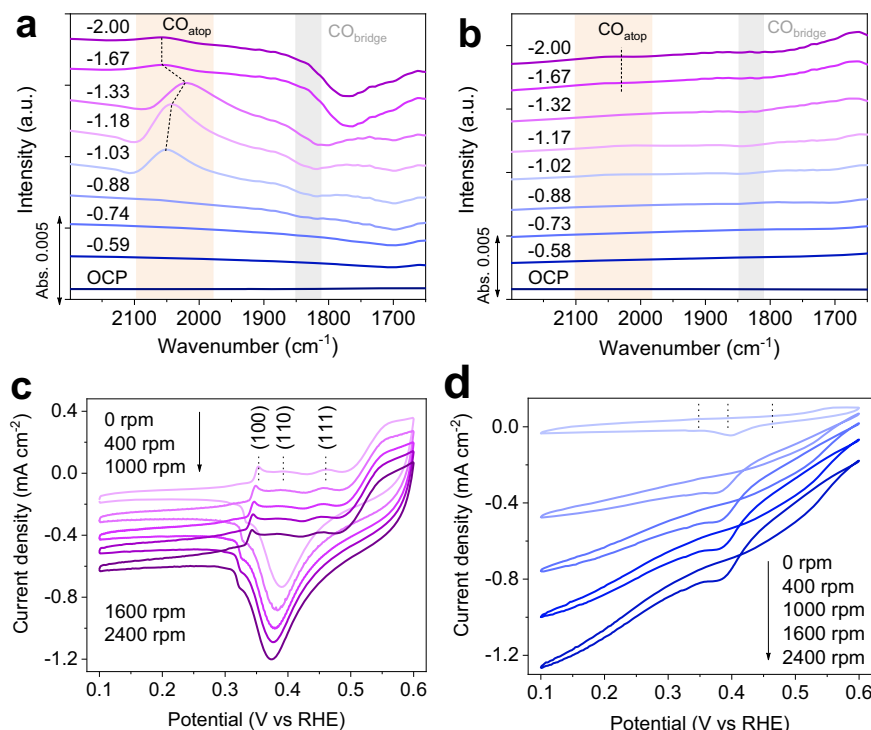 a
CO_atop
CO_bridge
-2.00
-1.67
-1.33
-1.18
-1.03
-0.88
-0.74
-0.59
OCP
Intensity (a.u.)
Abs. 0.005
2100 2000 1900 1800 1700
Wavenumber (cm⁻¹)
b
CO_atop
CO_bridge
-2.00
-1.67
-1.32
-1.17
-1.02
-0.88
-0.73
-0.58
OCP
Intensity (a.u.)
Abs. 0.005
2100 2000 1900 1800 1700
Wavenumber (cm⁻¹)
c
0.4
0.0
-0.4
-0.8
-1.2
Current density (mA cm⁻²)
0 rpm
400 rpm
1000 rpm
(100)
(110)
(111)
1600 rpm
2400 rpm
0.1 0.2 0.3 0.4 0.5 0.6
Potential (V vs RHE)
d
0.0
-0.4
-0.8
-1.2
Current density (mA cm⁻²)
0 rpm
400 rpm
1000 rpm
1600 rpm
2400 rpm
0.1 0.2 0.3 0.4 0.5 0.6
Potential (V vs RHE)